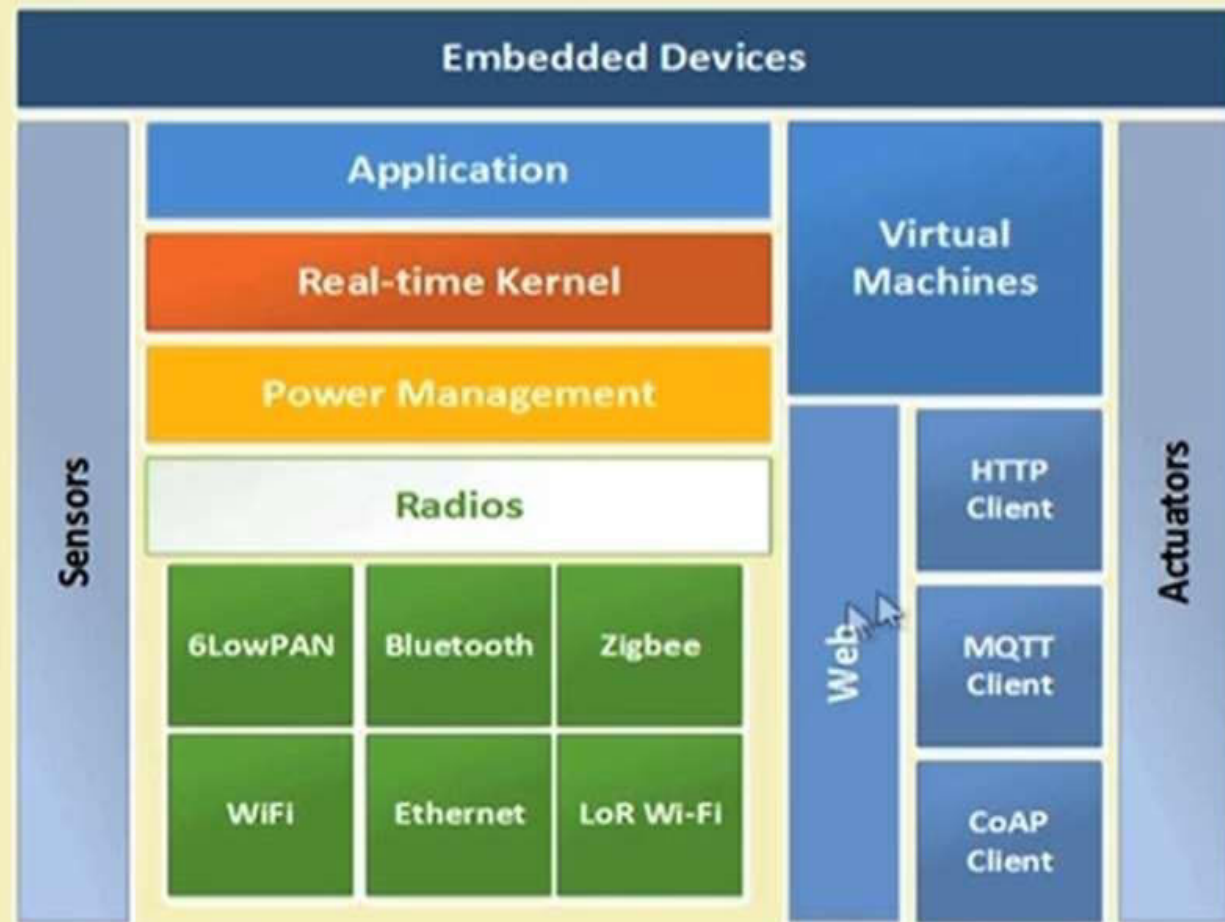 Embedded Devices
Sensors
Application
Real-time Kernel
Power Management
Radios
6LowPAN
Bluetooth
Zigbee
WiFi
Ethernet
LoR Wi-Fi
Virtual
Machines
Web
HTTP
Client
MQTT
Client
CoAP
Client
Actuators